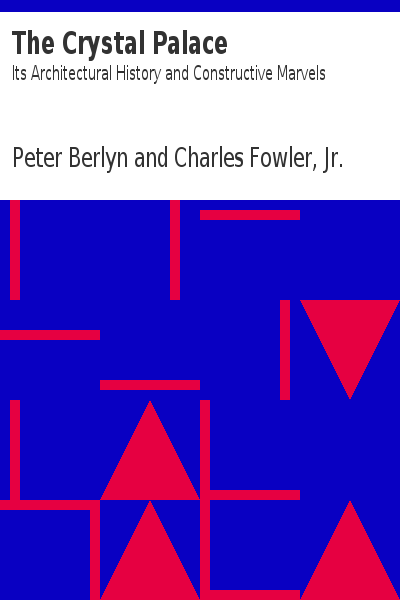 The Crystal Palace
Its Architectural History and Constructive Marvels
Peter Berlyn and Charles Fowler, Jr.